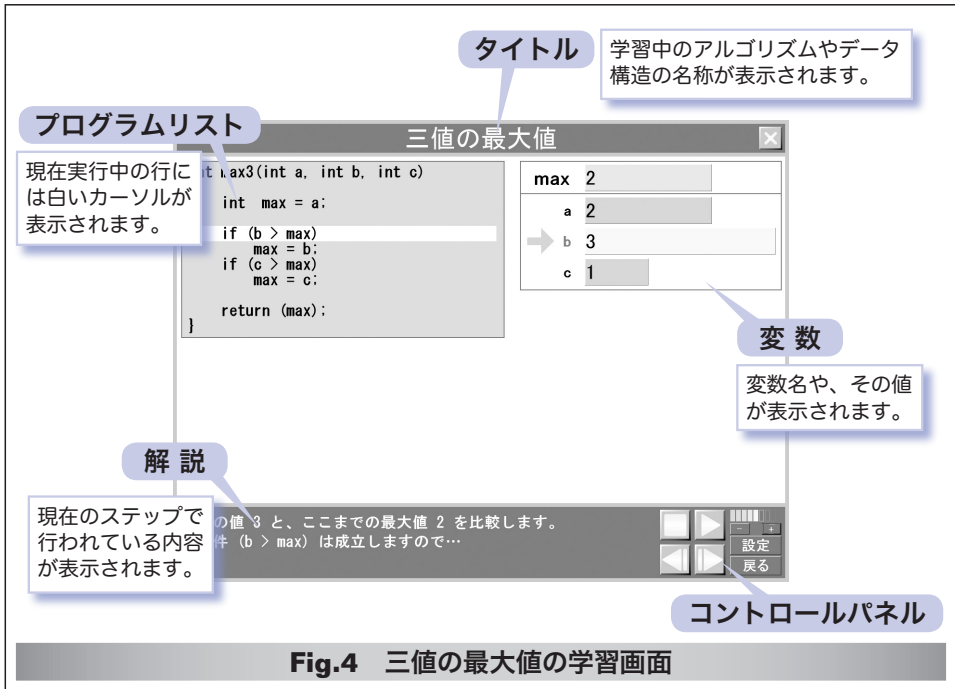 タイトル
学習中のアルゴリズムやデータ
構造の名称が表示されます。
プログラムリスト
現在実行中の行に
は白いカーソルが
表示されます。
三値の最大値
max3(int a, int b, int c)
int max = a;
if (b > max)
max = b;
if (c > max)
max = c;
return (max);
}
max 2
a 2
b 3
c 1
変 数
変数名や、その値
が表示されます。
解 説
現在のステップで
行われている内容
が表示されます。
の値 3 と、ここまでの最大値 2 を比較します。
件 (b > max) は成立しますので…
- +
設定
戻る
コントロールパネル
Fig.4 三値の最大値の学習画面